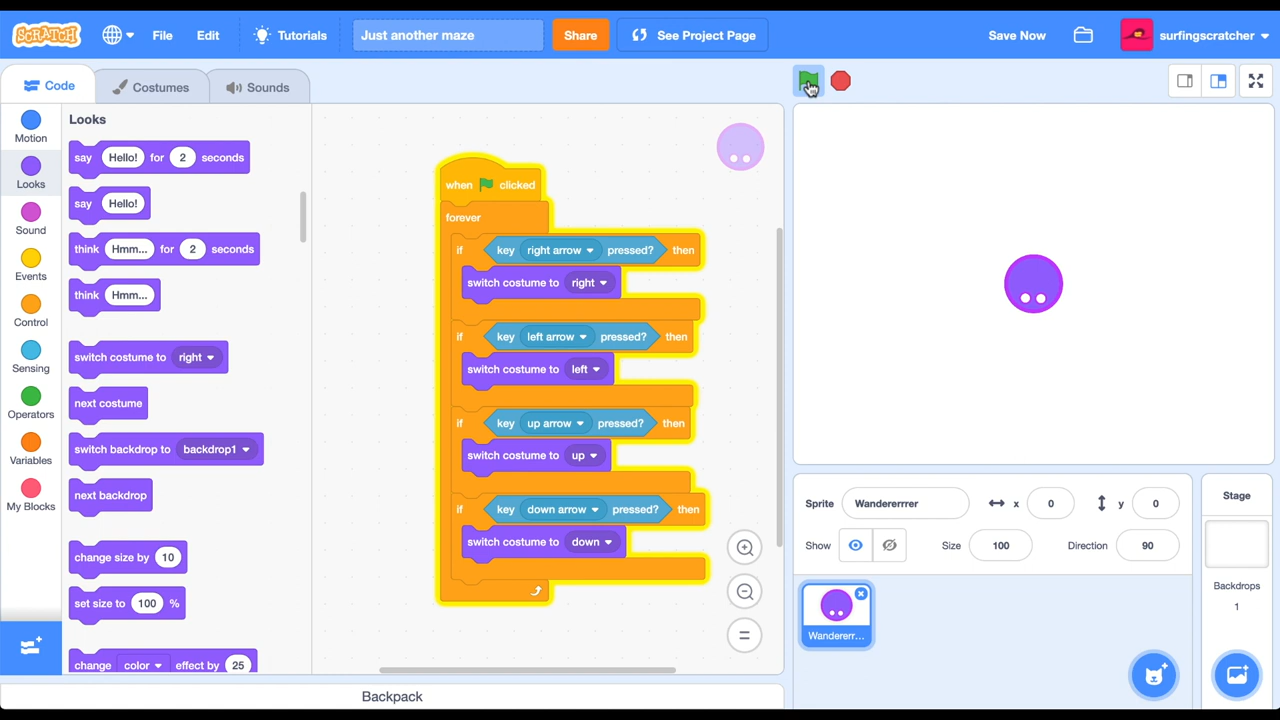 SCRATCH File Edit Tutorials Just another maze Share See Project Page Save Now surfingscratcher
Code Costumes Sounds
Motion
Looks
Sound
Events
Control
Sensing
Operators
Variables
My Blocks
Looks
say Hello! for 2 seconds
say Hello!
think Hmm... for 2 seconds
think Hmm...
switch costume to right
next costume
switch backdrop to backdrop1
next backdrop
change size by 10
set size to 100 %
change color effect by 25
when clicked
forever
if key right arrow pressed? then
switch costume to right
if key left arrow pressed? then
switch costume to left
if key up arrow pressed? then
switch costume to up
if key down arrow pressed? then
switch costume to down
Backpack
Sprite Wandererrrer x 0 y 0
Show Size 100 Direction 90
Wandererr...
Stage
Backdrops
1